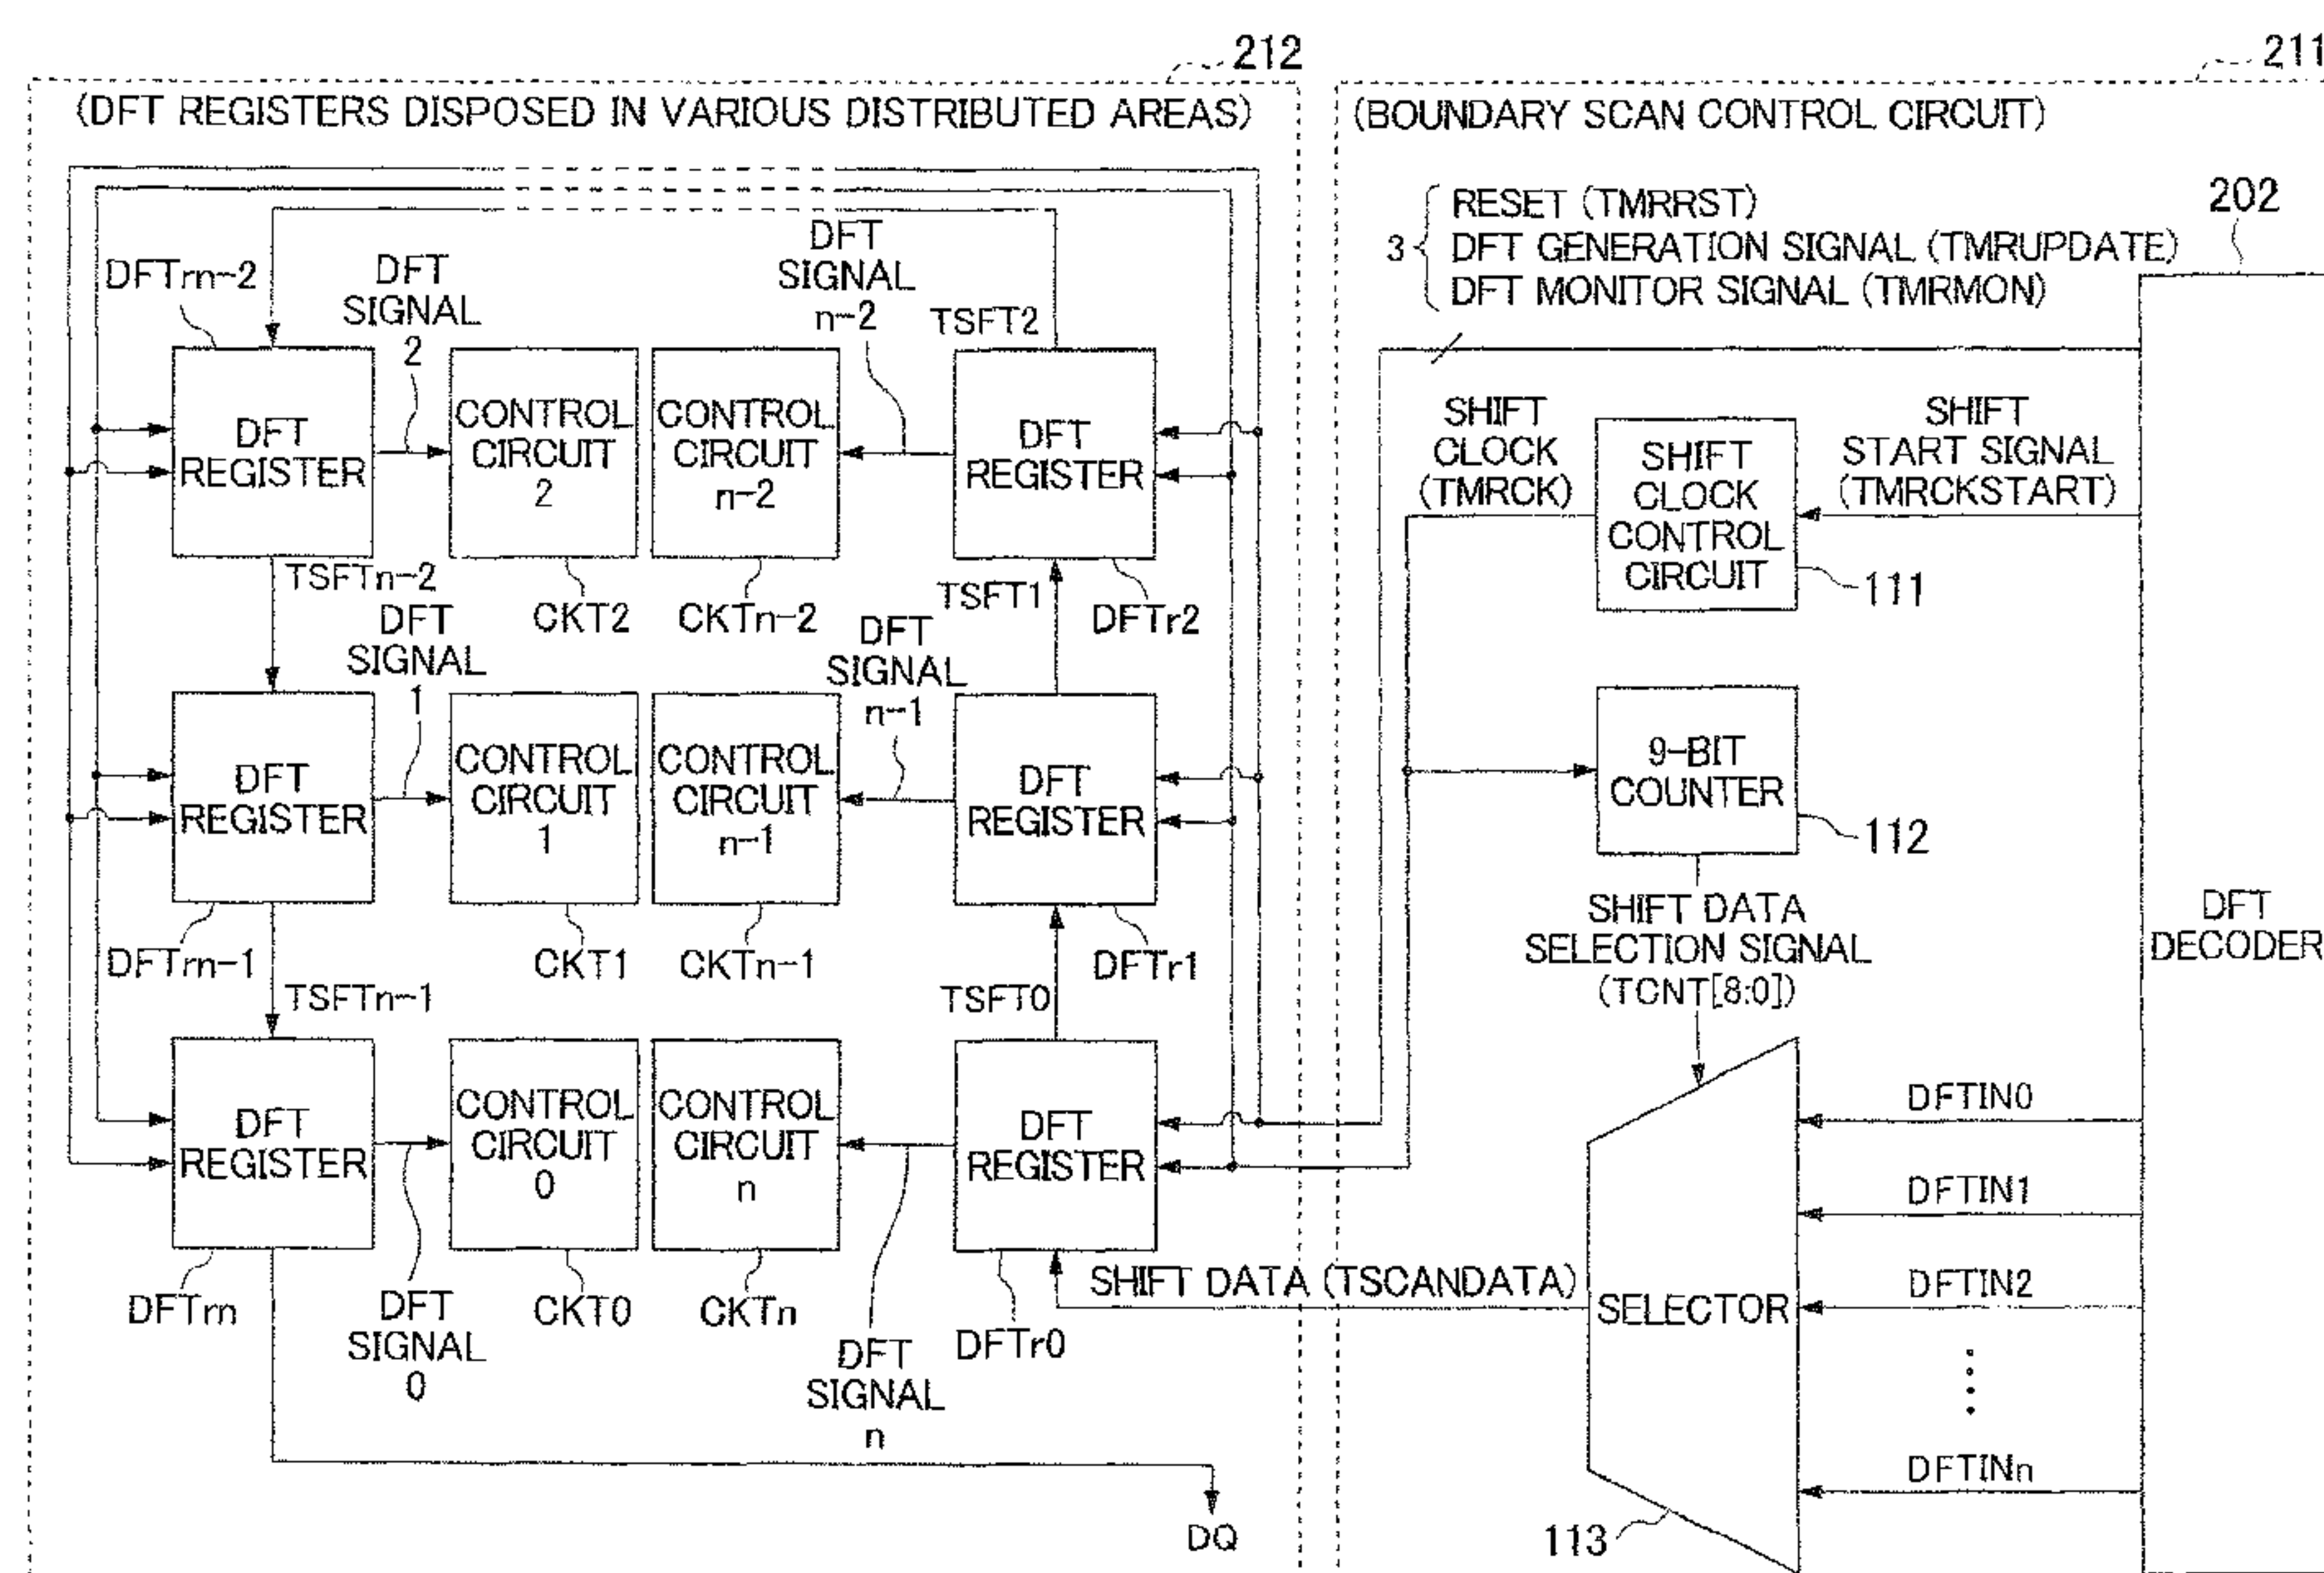 212
211
(DFT REGISTERS DISPOSED IN VARIOUS DISTRIBUTED AREAS)
(BOUNDARY SCAN CONTROL CIRCUIT)
RESET (TMRRST)
3
DFT GENERATION SIGNAL (TMRUPDATE)
DFT MONITOR SIGNAL (TMRMON)
202
DFTrn-2
DFT
SIGNAL
2
DFT
SIGNAL
n-2
TSFT2
DFT
REGISTER
CONTROL
CIRCUIT
2
CONTROL
CIRCUIT
n-2
DFT
REGISTER
SHIFT
CLOCK
(TMRCK)
SHIFT
CLOCK
CONTROL
CIRCUIT
SHIFT
START SIGNAL
(TMRCKSTART)
111
TSFTn-2
CKT2
CKTn-2
TSFT1
DFTr2
DFT
SIGNAL
1
DFT
SIGNAL
n-1
DFT
REGISTER
CONTROL
CIRCUIT
1
CONTROL
CIRCUIT
n-1
DFT
REGISTER
9-BIT
COUNTER
112
DFTrn-1
CKT1
CKTn-1
DFTr1
SHIFT DATA
SELECTION SIGNAL
(TCNT[8:0])
DFT
DECODER
TSFTn-1
TSFT0
DFT
REGISTER
CONTROL
CIRCUIT
0
CONTROL
CIRCUIT
n
DFT
REGISTER
DFTIN0
DFTIN1
DFTIN2
DFTINn
SHIFT DATA (TSCANDATA)
SELECTOR
DFTrn
DFT
SIGNAL
0
CKT0
CKTn
DFT
SIGNAL
n
DFTr0
DQ
113